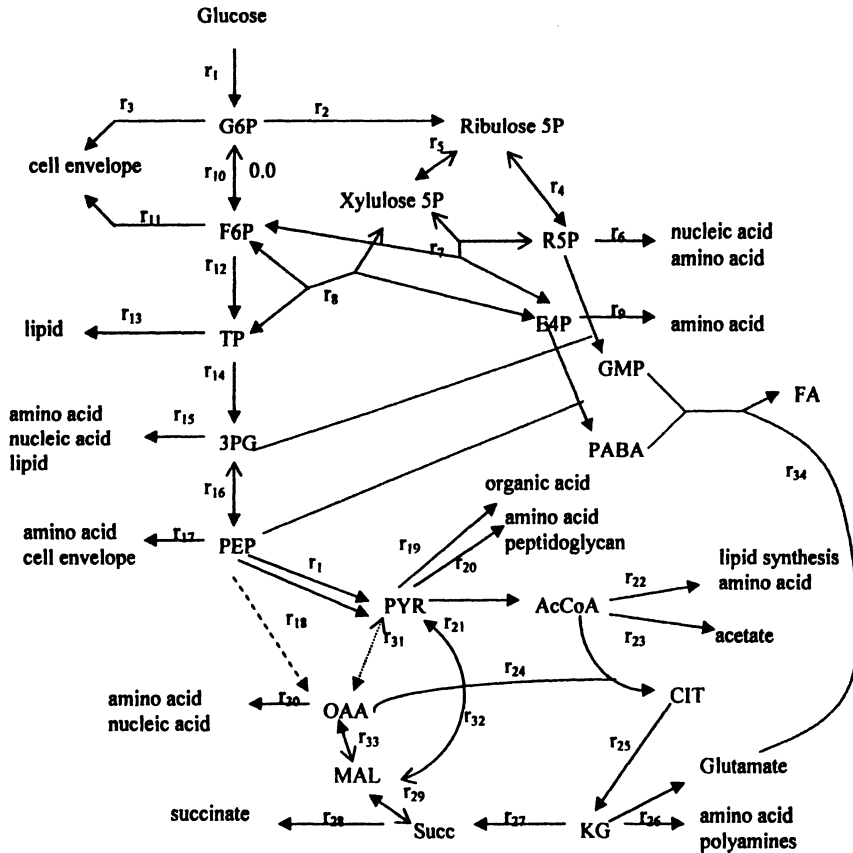 Glucose
r1
r3
r2
G6P
Ribulose 5P
r5
cell envelope
r10
0.0
r4
Xylulose 5P
r11
F6P
r7
R5P
r6
nucleic acid
amino acid
r12
r8
lipid
r13
TP
E4P
r9
amino acid
r14
GMP
FA
amino acid
nucleic acid
lipid
r15
3PG
PABA
r34
r16
organic acid
amino acid
cell envelope
r17
PEP
r19
amino acid
peptidoglycan
r1
r20
lipid synthesis
amino acid
r22
PYR
AcCoA
r18
r31
r21
r23
acetate
r24
amino acid
nucleic acid
r30
OAA
CIT
r32
r33
r25
MAL
Glutamate
r29
succinate
r28
Succ
r27
KG
r26
amino acid
polyamines